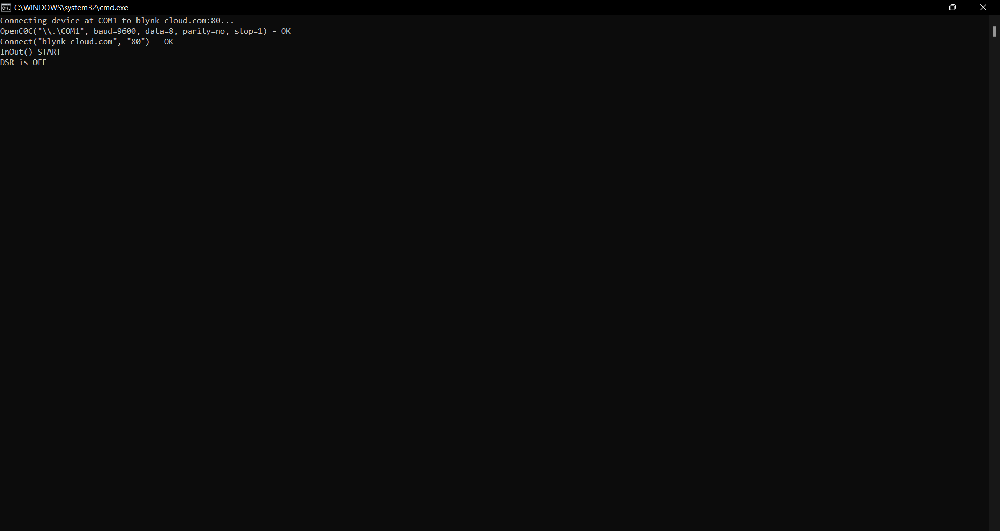 C:\WINDOWS\system32\cmd.exe
Connecting device at COM1 to blynk-cloud.com:80...
OpenC0C("\\.\COM1", baud=9600, data=8, parity=no, stop=1) - OK
Connect("blynk-cloud.com", "80") - OK
InOut() START
DSR is OFF